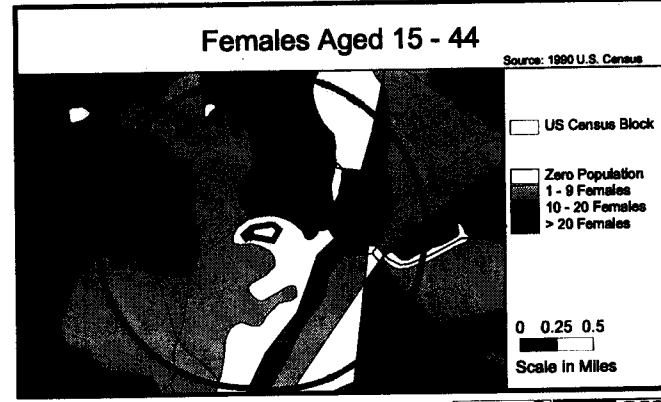 Females Aged 15 - 44
Source: 1990 U.S. Census
US Census Block
Zero Population
1 - 9 Females
10 - 20 Females
> 20 Females
0 0.25 0.5
Scale in Miles